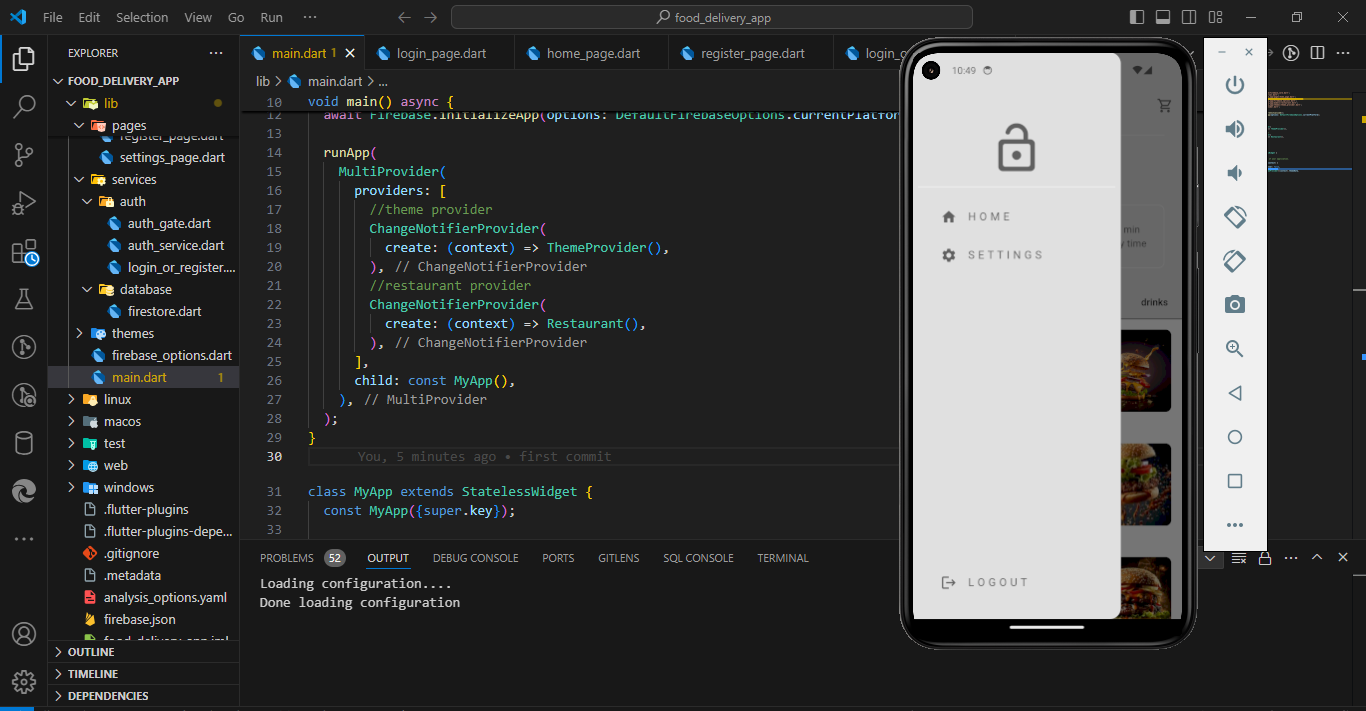 File Edit Selection View Go Run ··· food_delivery_app
EXPLORER ···
FOOD_DELIVERY_APP
lib
pages
register_page.dart
settings_page.dart
services
auth
auth_gate.dart
auth_service.dart
login_or_register....
database
firestore.dart
themes
firebase_options.dart
main.dart 1
linux
macos
test
web
windows
.flutter-plugins
.flutter-plugins-depe...
.gitignore
.metadata
analysis_options.yaml
firebase.json
food_delivery_app.iml
OUTLINE
TIMELINE
DEPENDENCIES
main.dart 1 login_page.dart home_page.dart register_page.dart
lib > main.dart > ...
10 void main() async {
12 await Firebase.initializeApp(options: DefaultFirebaseOptions.currentPlatfor
13
14 runApp(
15 MultiProvider(
16 providers: [
17 //theme provider
18 ChangeNotifierProvider(
19 create: (context) => ThemeProvider(),
20 ), // ChangeNotifierProvider
21 //restaurant provider
22 ChangeNotifierProvider(
23 create: (context) => Restaurant(),
24 ), // ChangeNotifierProvider
25 ],
26 child: const MyApp(),
27 ), // MultiProvider
28 );
29 }
30 You, 5 minutes ago • first commit
31 class MyApp extends StatelessWidget {
32 const MyApp({super.key});
33
PROBLEMS 52 OUTPUT DEBUG CONSOLE PORTS GITLENS SQL CONSOLE TERMINAL
Loading configuration....
Done loading configuration
10:49
HOME
SETTINGS
LOGOUT
min
y time
drinks